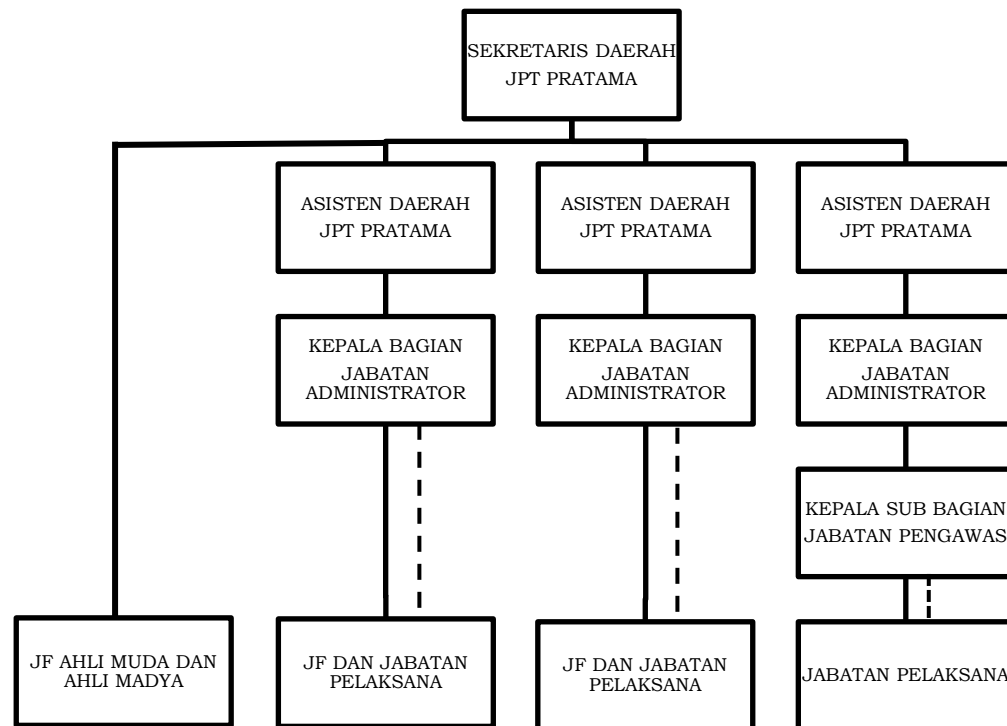 SEKRETARIS DAERAH
JPT PRATAMA
ASISTEN DAERAH
JPT PRATAMA
ASISTEN DAERAH
JPT PRATAMA
ASISTEN DAERAH
JPT PRATAMA
KEPALA BAGIAN
JABATAN
ADMINISTRATOR
KEPALA BAGIAN
JABATAN
ADMINISTRATOR
KEPALA BAGIAN
JABATAN
ADMINISTRATOR
KEPALA SUB BAGIAN
JABATAN PENGAWAS
JF AHLI MUDA DAN
AHLI MADYA
JF DAN JABATAN
PELAKSANA
JF DAN JABATAN
PELAKSANA
JABATAN PELAKSANA